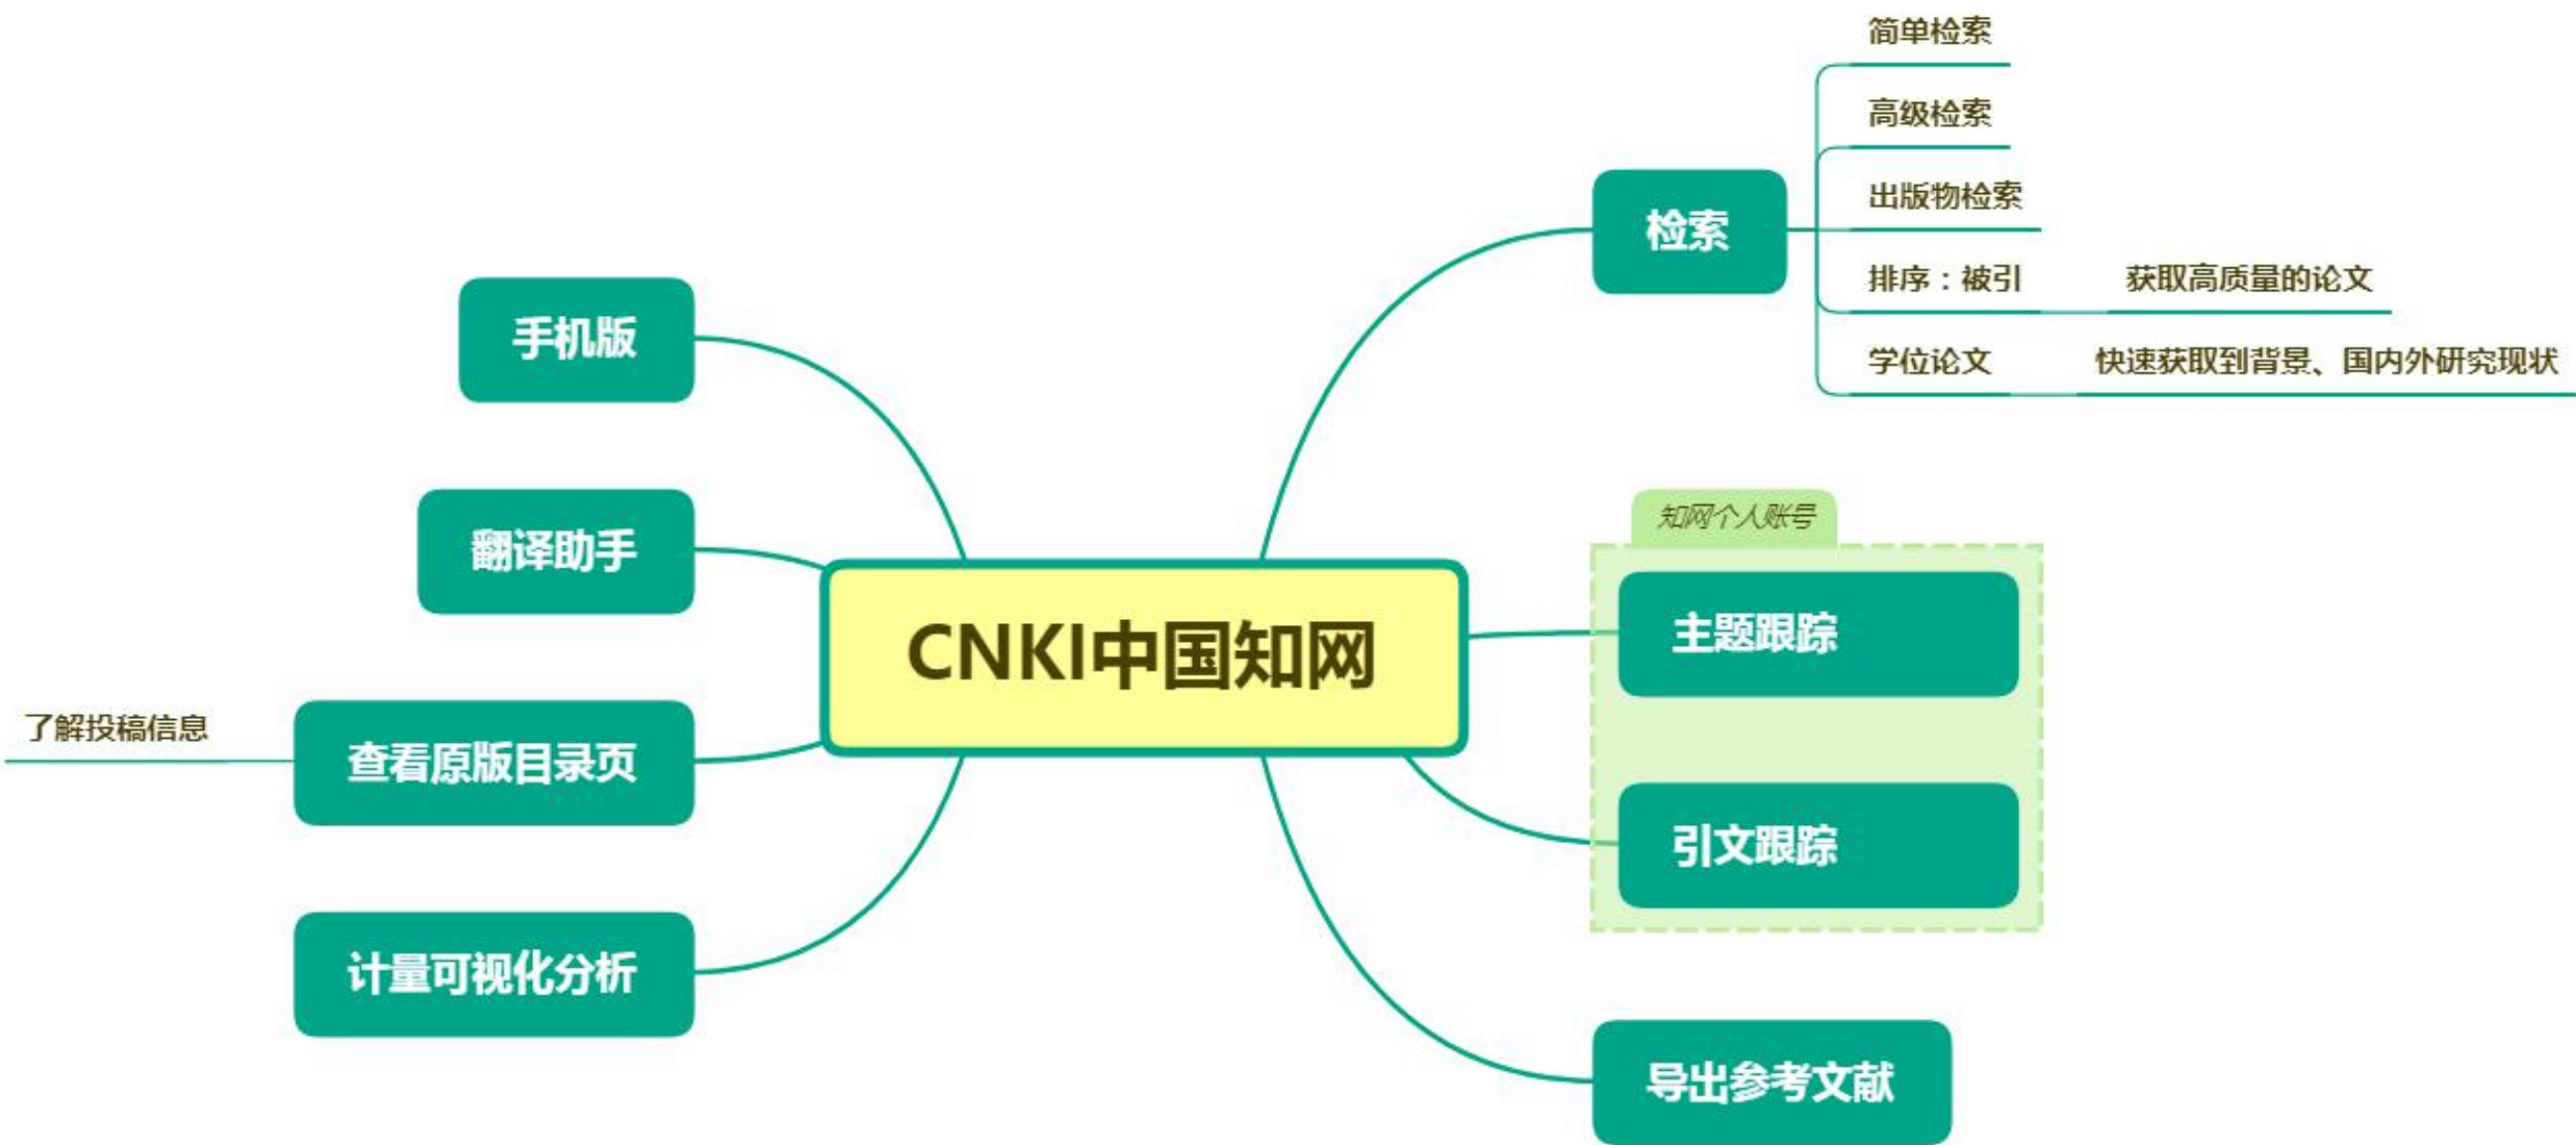 CNKI中国知网
检索
简单检索
高级检索
出版物检索
排序：被引
获取高质量的论文
学位论文
快速获取到背景、国内外研究现状
知网个人账号
主题跟踪
引文跟踪
导出参考文献
手机版
翻译助手
查看原版目录页
了解投稿信息
计量可视化分析